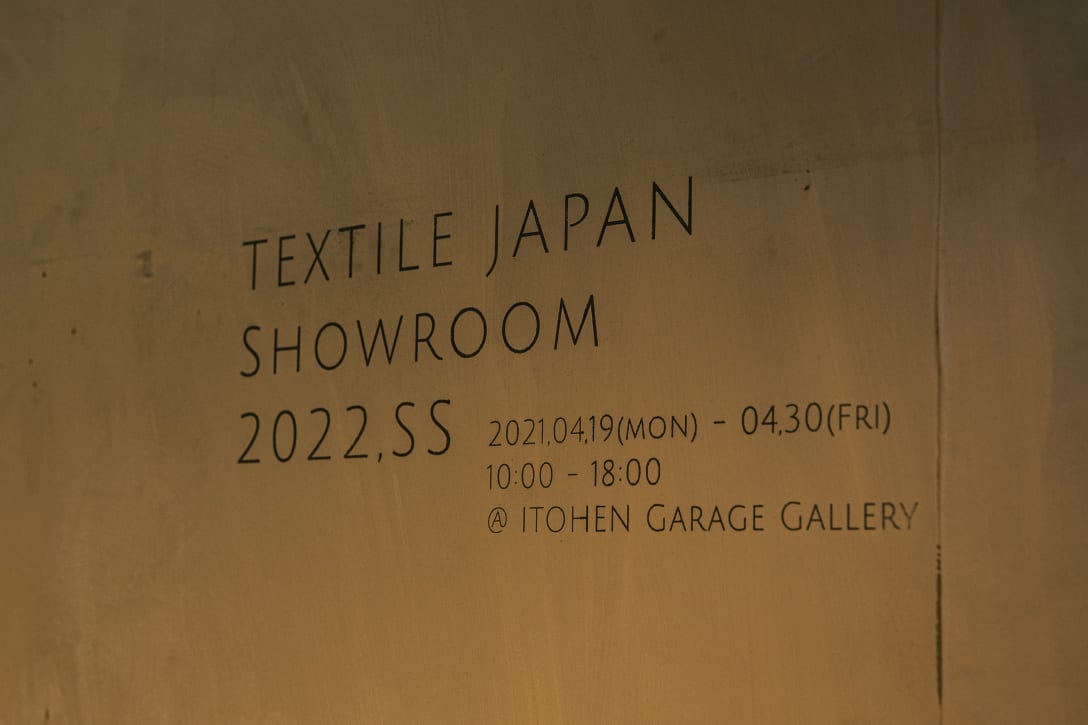 TEXTILE JAPAN
SHOWROOM
2022,SS
2021,04,19(MON) - 04,30(FRI)
10:00 - 18:00
@ ITOHEN GARAGE GALLERY